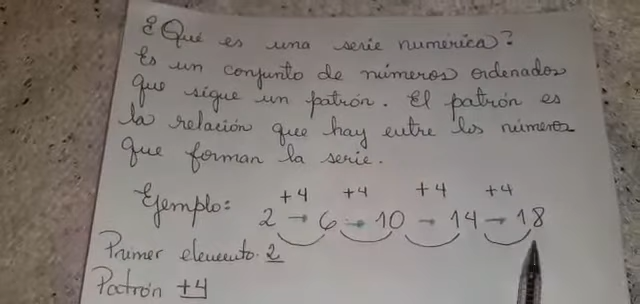 ¿Qué es una serie numérica?
Es un conjunto de números ordenados
que sigue un patrón. El patrón es
la relación que hay entre los números
que forman la serie.
+4 +4 +4 +4
Ejemplo: 2 → 6 → 10 → 14 → 18
Primer elemento. 2
Patrón +4